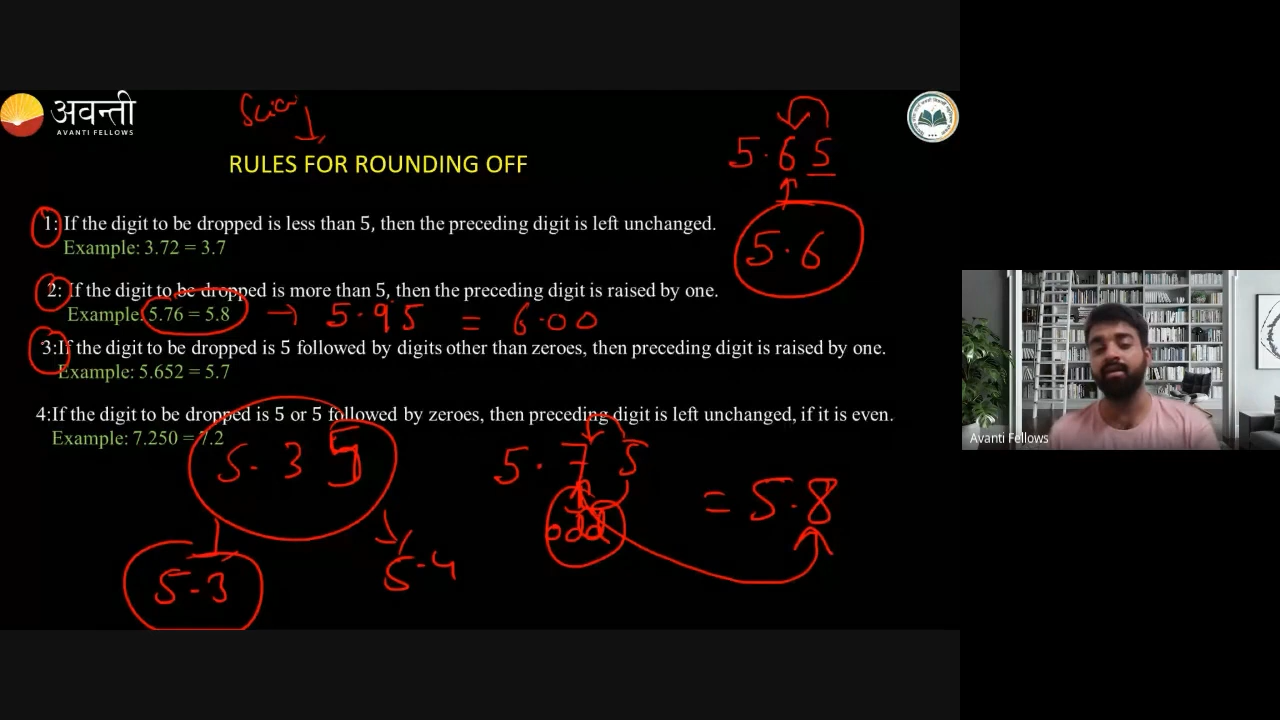 अवन्ती
AVANTI FELLOWS
RULES FOR ROUNDING OFF
5.65
1: If the digit to be dropped is less than 5, then the preceding digit is left unchanged.
Example: 3.72 = 3.7
5.6
2: If the digit to be dropped is more than 5, then the preceding digit is raised by one.
Example: 5.76 = 5.8 → 5.95 = 6.00
3:If the digit to be dropped is 5 followed by digits other than zeroes, then preceding digit is raised by one.
Example: 5.652 = 5.7
4:If the digit to be dropped is 5 or 5 followed by zeroes, then preceding digit is left unchanged, if it is even.
Example: 7.250 = 7.2
Avanti Fellows
5.35
5.75
= 5.8
odd
5.3
5.4